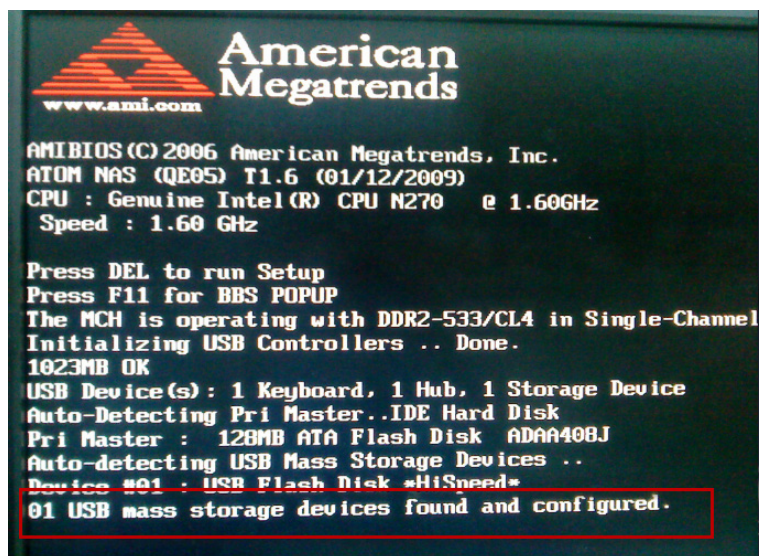 American
Megatrends
www.ami.com
AMIBIOS(C)2006 American Megatrends, Inc.
ATOM NAS (QE05) T1.6 (01/12/2009)
CPU : Genuine Intel(R) CPU N270 @ 1.60GHz
Speed : 1.60 GHz
Press DEL to run Setup
Press F11 for BBS POPUP
The MCH is operating with DDR2-533/CL4 in Single-Channel
Initializing USB Controllers .. Done.
1023MB OK
USB Device(s): 1 Keyboard, 1 Hub, 1 Storage Device
Auto-Detecting Pri Master..IDE Hard Disk
Pri Master : 128MB ATA Flash Disk ADAA408J
Auto-detecting USB Mass Storage Devices ..
Device #01 : USB Flash Disk *HiSpeed*
01 USB mass storage devices found and configured.